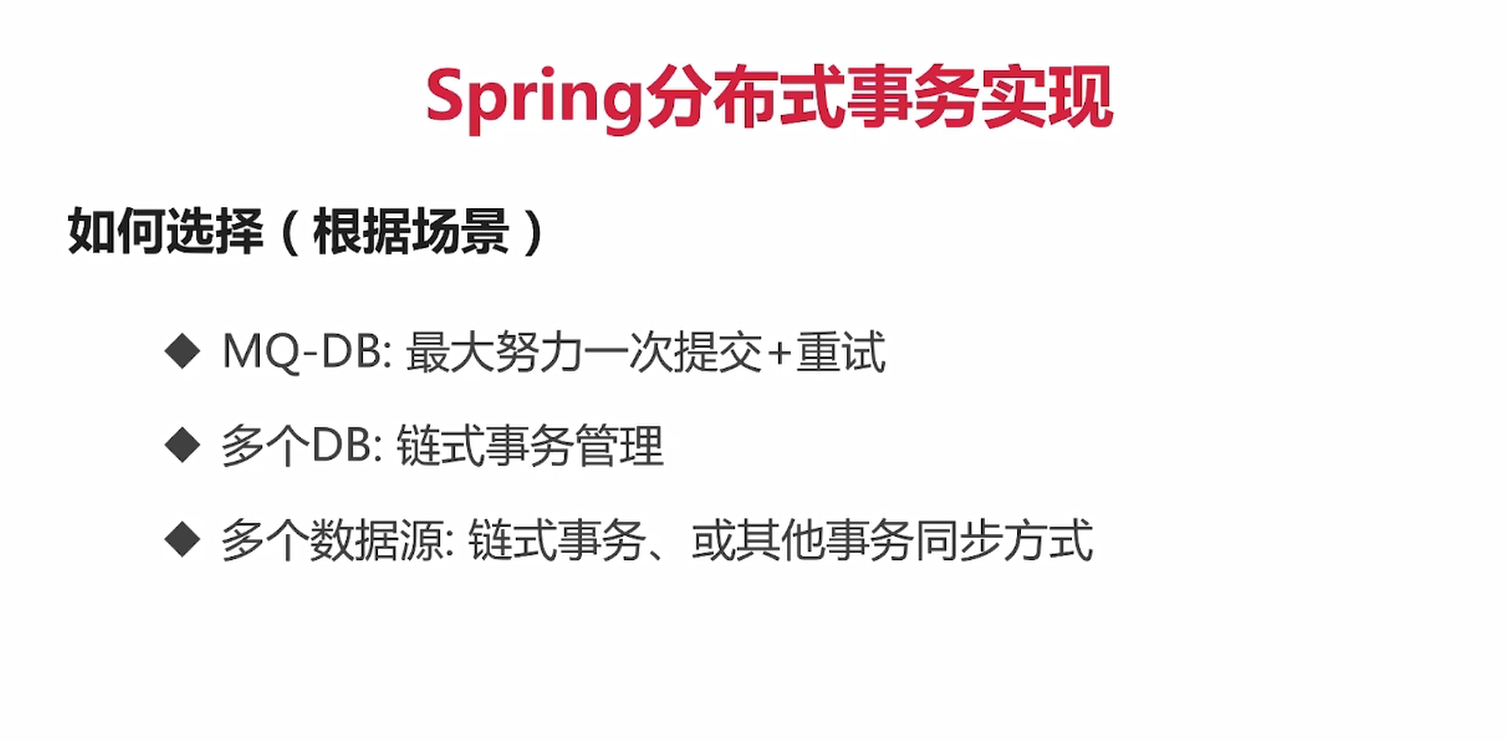 Spring分布式事务实现
如何选择（根据场景）
◆ MQ-DB: 最大努力一次提交+重试
◆ 多个DB: 链式事务管理
◆ 多个数据源: 链式事务、或其他事务同步方式